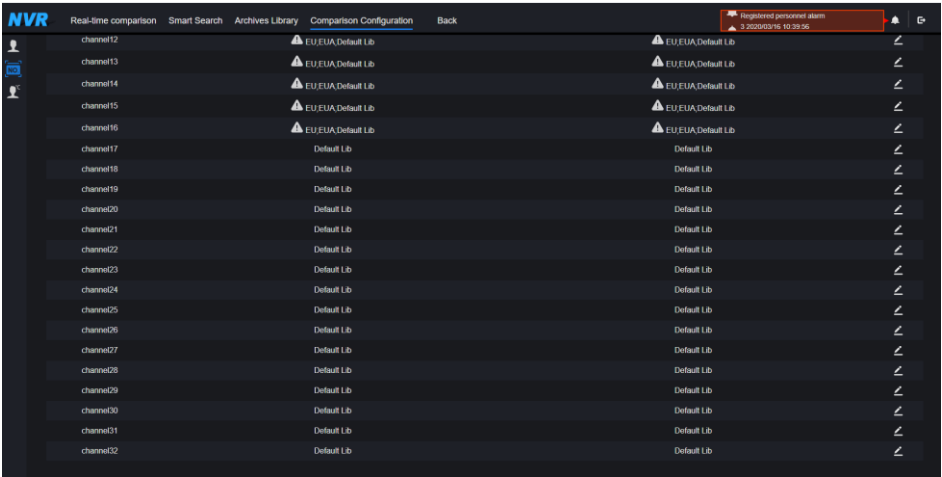 NVR Real-time comparison Smart Search Archives Library Comparison Configuration Back
Registered personnel alarm
3 2020/03/16 10:39:56
channel12 EU;EUA;Default Lib EU;EUA;Default Lib
channel13 EU;EUA;Default Lib EU;EUA;Default Lib
channel14 EU;EUA;Default Lib EU;EUA;Default Lib
channel15 EU;EUA;Default Lib EU;EUA;Default Lib
channel16 EU;EUA;Default Lib EU;EUA;Default Lib
channel17 Default Lib Default Lib
channel18 Default Lib Default Lib
channel19 Default Lib Default Lib
channel20 Default Lib Default Lib
channel21 Default Lib Default Lib
channel22 Default Lib Default Lib
channel23 Default Lib Default Lib
channel24 Default Lib Default Lib
channel25 Default Lib Default Lib
channel26 Default Lib Default Lib
channel27 Default Lib Default Lib
channel28 Default Lib Default Lib
channel29 Default Lib Default Lib
channel30 Default Lib Default Lib
channel31 Default Lib Default Lib
channel32 Default Lib Default Lib